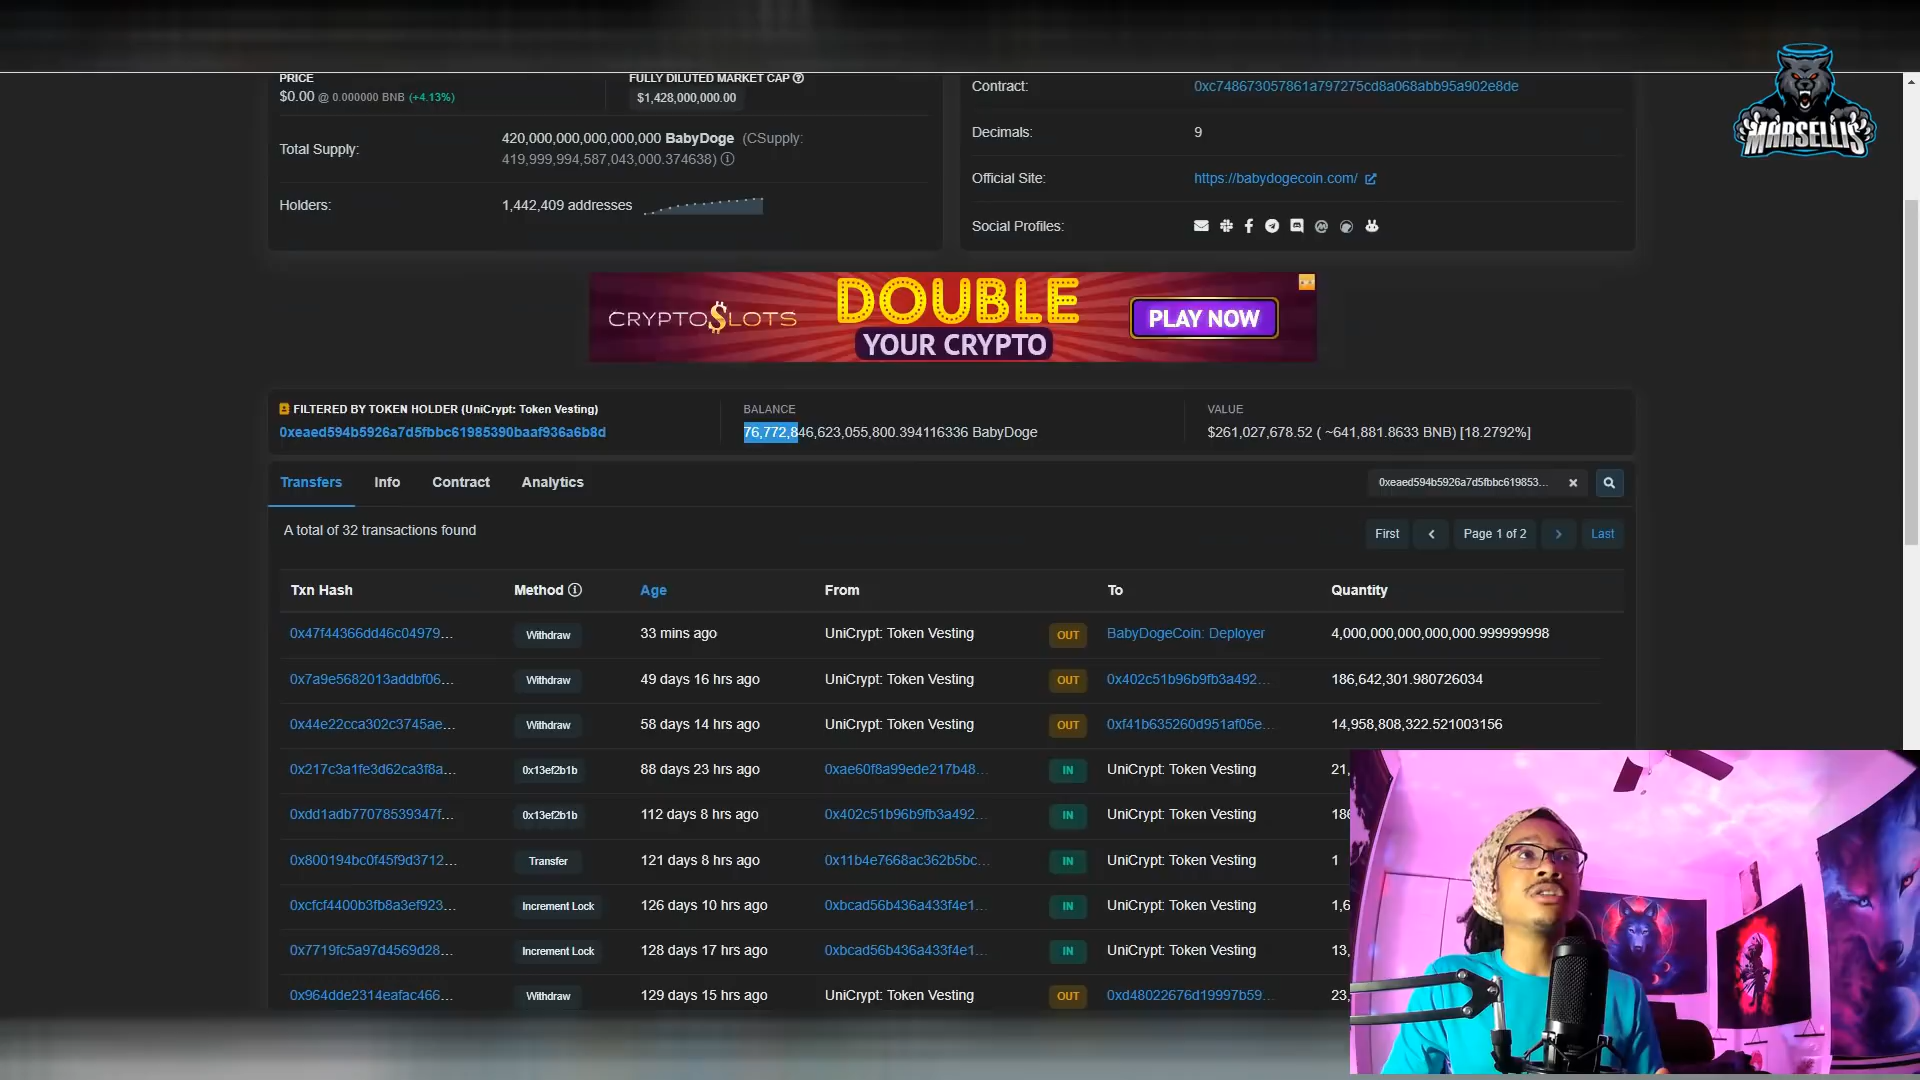 PRICE
$0.00 @ 0.000000 BNB (+4.13%)
FULLY DILUTED MARKET CAP
$1,428,000,000.00
Total Supply:
420,000,000,000,000,000 BabyDoge (CSupply:
419,999,994,587,043,000.374638)
Holders:
1,442,409 addresses
Contract:
0xc748673057861a797275cd8a068abb95a902e8de
Decimals:
9
Official Site:
https://babydogecoin.com/
Social Profiles:
MARSELLIS
CRYPTO$LOTS
DOUBLE
YOUR CRYPTO
PLAY NOW
FILTERED BY TOKEN HOLDER (UniCrypt: Token Vesting)
0xeaed594b5926a7d5fbbc61985390baaf936a6b8d
BALANCE
76,772,846,623,055,800.394116336 BabyDoge
VALUE
$261,027,678.52 ( ~641,881.8633 BNB) [18.2792%]
Transfers Info Contract Analytics
0xeaed594b5926a7d5fbbc619853...
A total of 32 transactions found
First Page 1 of 2 Last
Txn Hash Method Age From To Quantity
0x47f44366dd46c04979... Withdraw 33 mins ago UniCrypt: Token Vesting OUT BabyDogeCoin: Deployer 4,000,000,000,000,000.999999998
0x7a9e5682013addbf06... Withdraw 49 days 16 hrs ago UniCrypt: Token Vesting OUT 0x402c51b96b9fb3a492... 186,642,301.980726034
0x44e22cca302c3745ae... Withdraw 58 days 14 hrs ago UniCrypt: Token Vesting OUT 0xf41b635260d951af05e... 14,958,808,322.521003156
0x217c3a1fe3d62ca3f8a... 0x13ef2b1b 88 days 23 hrs ago 0xae60f8a99ede217b48... IN UniCrypt: Token Vesting 21,
0xdd1adb77078539347f... 0x13ef2b1b 112 days 8 hrs ago 0x402c51b96b9fb3a492... IN UniCrypt: Token Vesting 186
0x800194bc0f45f9d3712... Transfer 121 days 8 hrs ago 0x11b4e7668ac362b5bc... IN UniCrypt: Token Vesting 1
0xcfcf4400b3fb8a3ef923... Increment Lock 126 days 10 hrs ago 0xbcad56b436a433f4e1... IN UniCrypt: Token Vesting 1,6
0x7719fc5a97d4569d28... Increment Lock 128 days 17 hrs ago 0xbcad56b436a433f4e1... IN UniCrypt: Token Vesting 13,
0x964dde2314eafac466... Withdraw 129 days 15 hrs ago UniCrypt: Token Vesting OUT 0xd48022676d19997b59... 23,